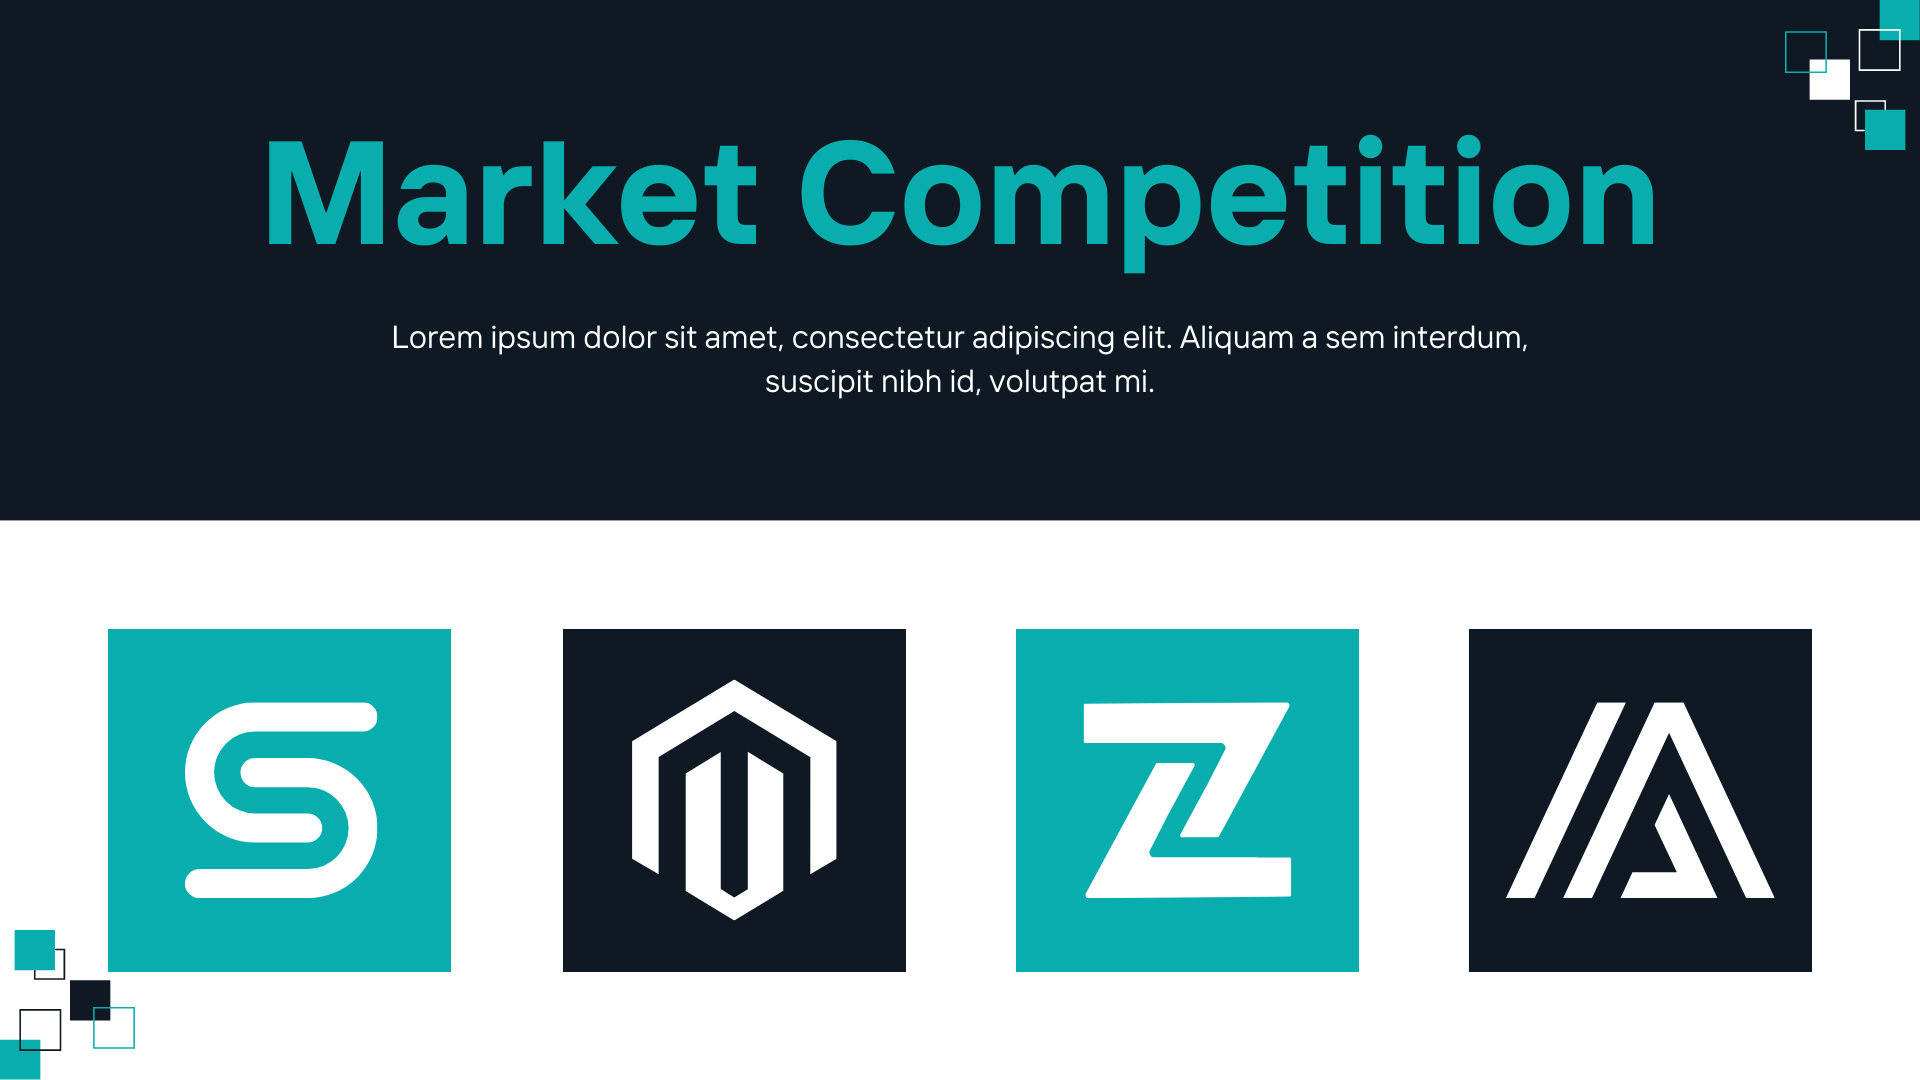 Market Competition
Lorem ipsum dolor sit amet, consectetur adipiscing elit. Aliquam a sem interdum,
suscipit nibh id, volutpat mi.